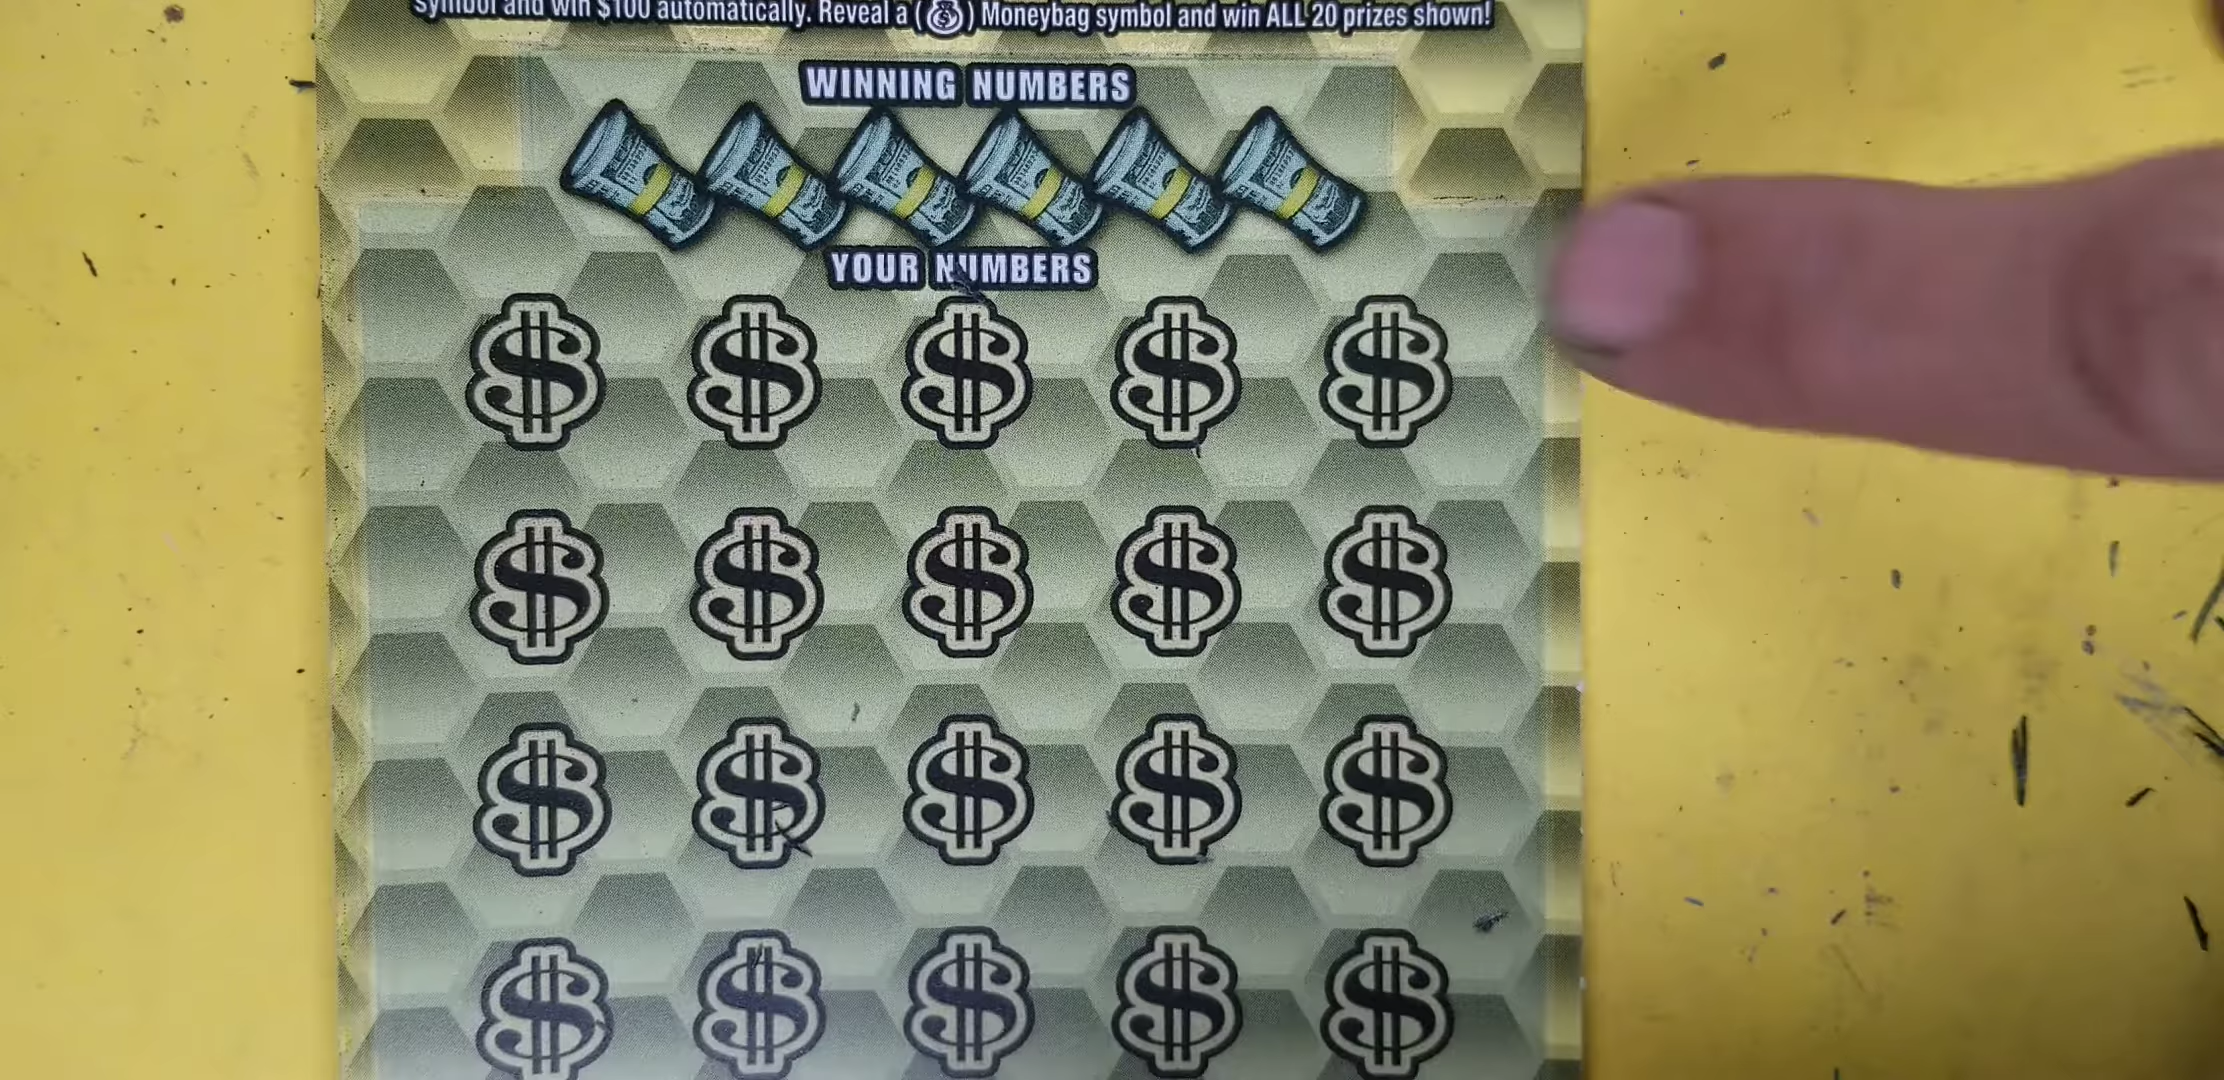 symbol and win $100 automatically. Reveal a ( ) Moneybag symbol and win ALL 20 prizes shown!
WINNING NUMBERS
YOUR NUMBERS